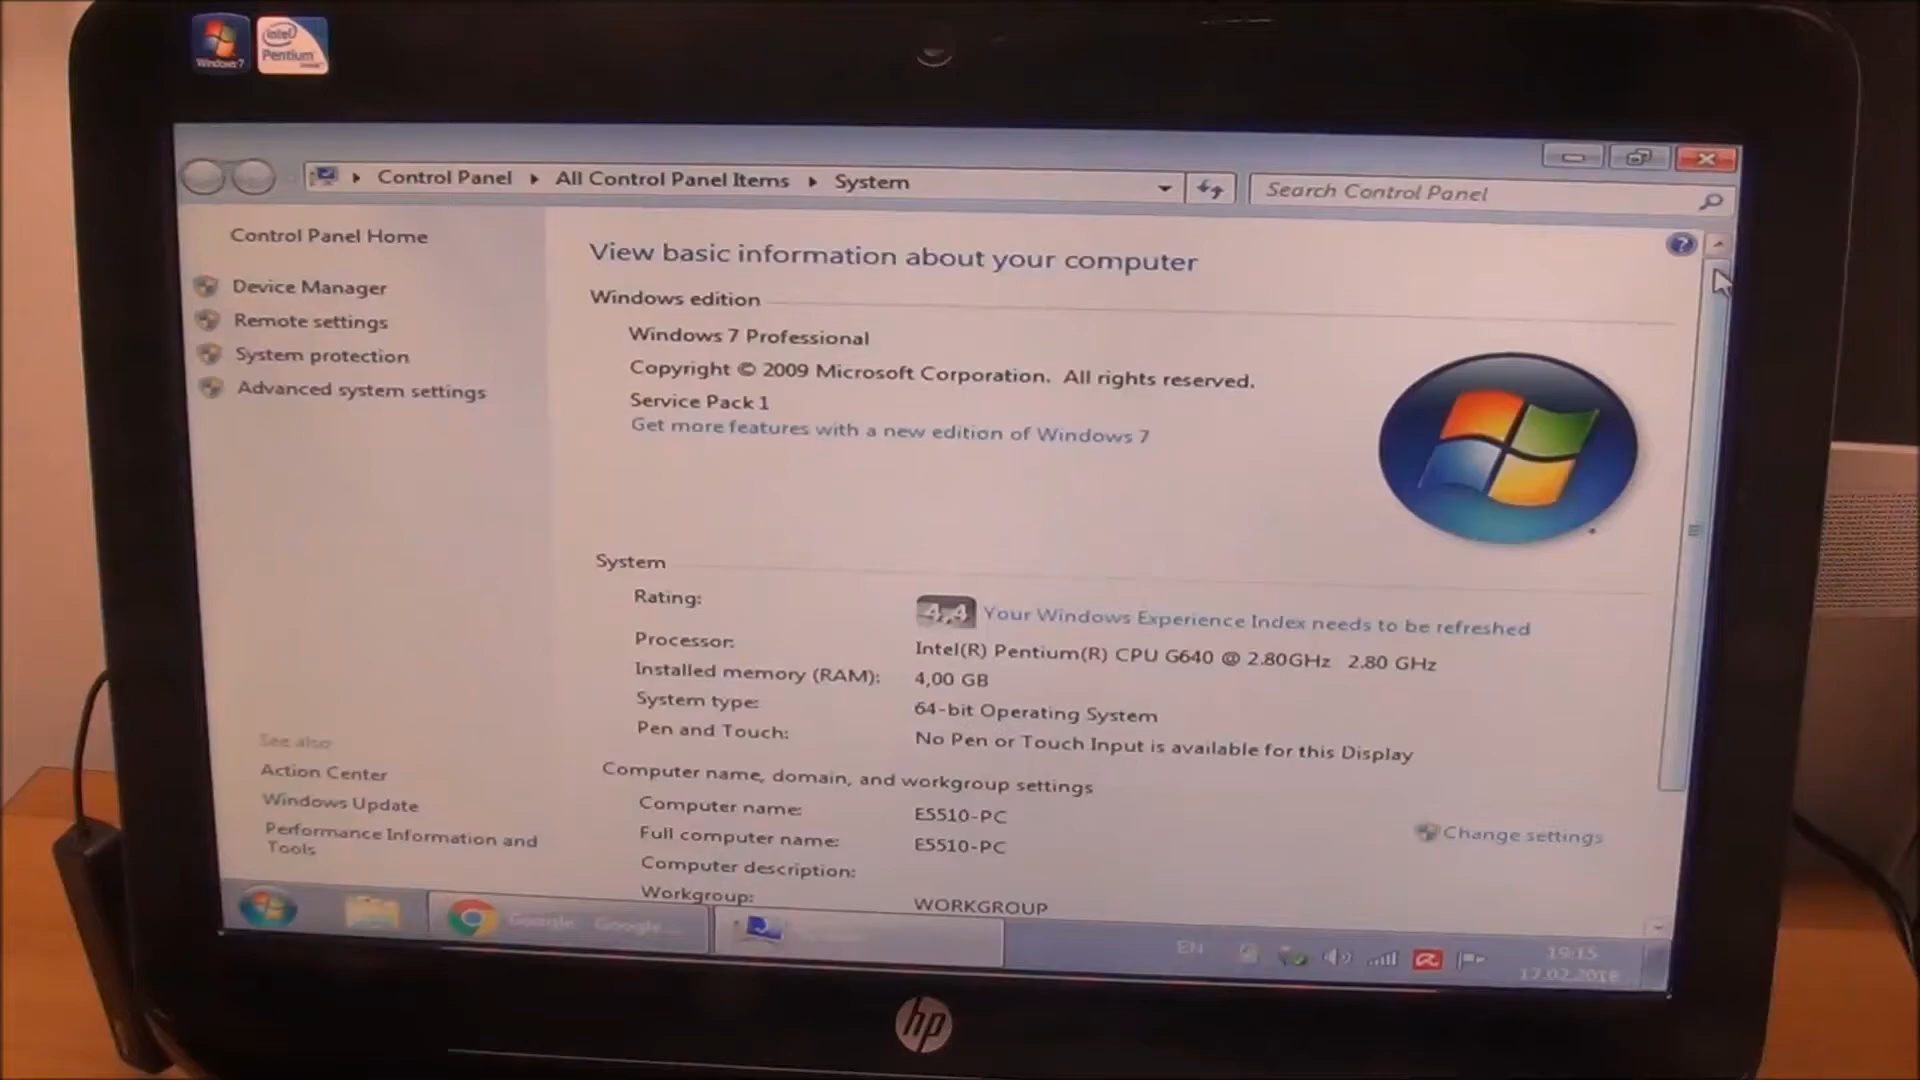 Windows 7
intel
Pentium
Control Panel ▸ All Control Panel Items ▸ System
Search Control Panel
Control Panel Home
Device Manager
Remote settings
System protection
Advanced system settings
View basic information about your computer
Windows edition
Windows 7 Professional
Copyright © 2009 Microsoft Corporation. All rights reserved.
Service Pack 1
Get more features with a new edition of Windows 7
System
Rating: 4,4 Your Windows Experience Index needs to be refreshed
Processor: Intel(R) Pentium(R) CPU G640 @ 2.80GHz 2.80 GHz
Installed memory (RAM): 4,00 GB
System type: 64-bit Operating System
Pen and Touch: No Pen or Touch Input is available for this Display
Computer name, domain, and workgroup settings
Computer name: E5510-PC
Full computer name: E5510-PC
Change settings
Computer description:
Workgroup: WORKGROUP
See also
Action Center
Windows Update
Performance Information and
Tools
Google - Google...
EN
19:15
17.02.2018
hp